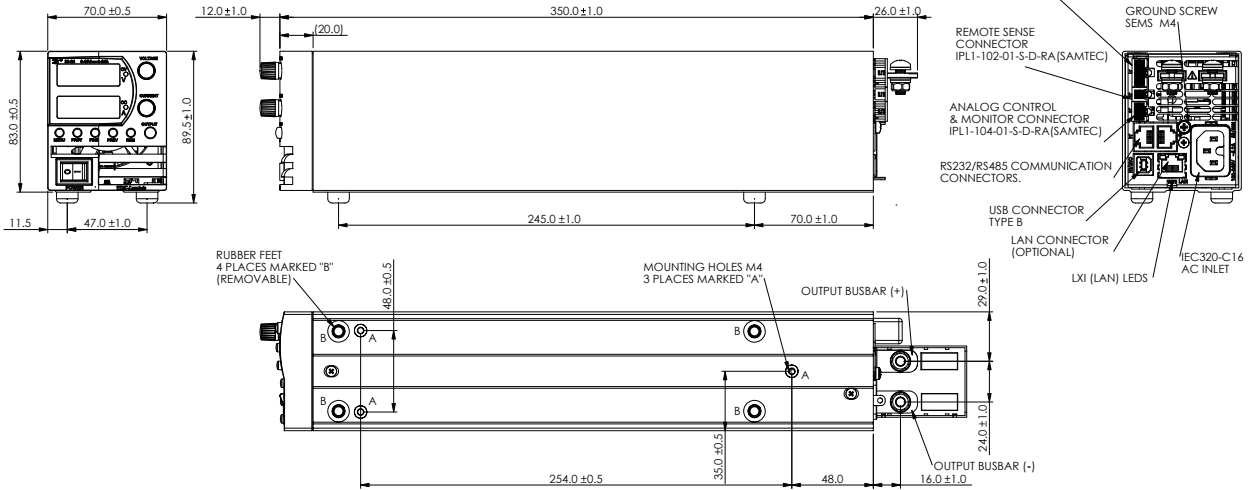 70.0 ±0.5
12.0 ±1.0
350.0 ±1.0
26.0 ±1.0
(20.0)
83.0 ±0.5
89.5 ±1.0
VOLTAGE
CURRENT
OUTPUT
POWER
11.5
47.0 ±1.0
245.0 ±1.0
70.0 ±1.0
GROUND SCREW
SEMS M4
REMOTE SENSE
CONNECTOR
IPL1-102-01-S-D-RA(SAMTEC)
ANALOG CONTROL
& MONITOR CONNECTOR
IPL1-104-01-S-D-RA(SAMTEC)
RS232/RS485 COMMUNICATION
CONNECTORS.
USB CONNECTOR
TYPE B
LAN CONNECTOR
(OPTIONAL)
LXI (LAN) LEDS
IEC320-C16
AC INLET
LAN
RUBBER FEET
4 PLACES MARKED "B"
(REMOVABLE)
48.0 ±0.5
MOUNTING HOLES M4
3 PLACES MARKED "A"
OUTPUT BUSBAR (+)
29.0 ±1.0
B
A
B
A
B
A
B
35.0 ±0.5
24.0 ±1.0
OUTPUT BUSBAR (-)
254.0 ±0.5
48.0
16.0 ±1.0